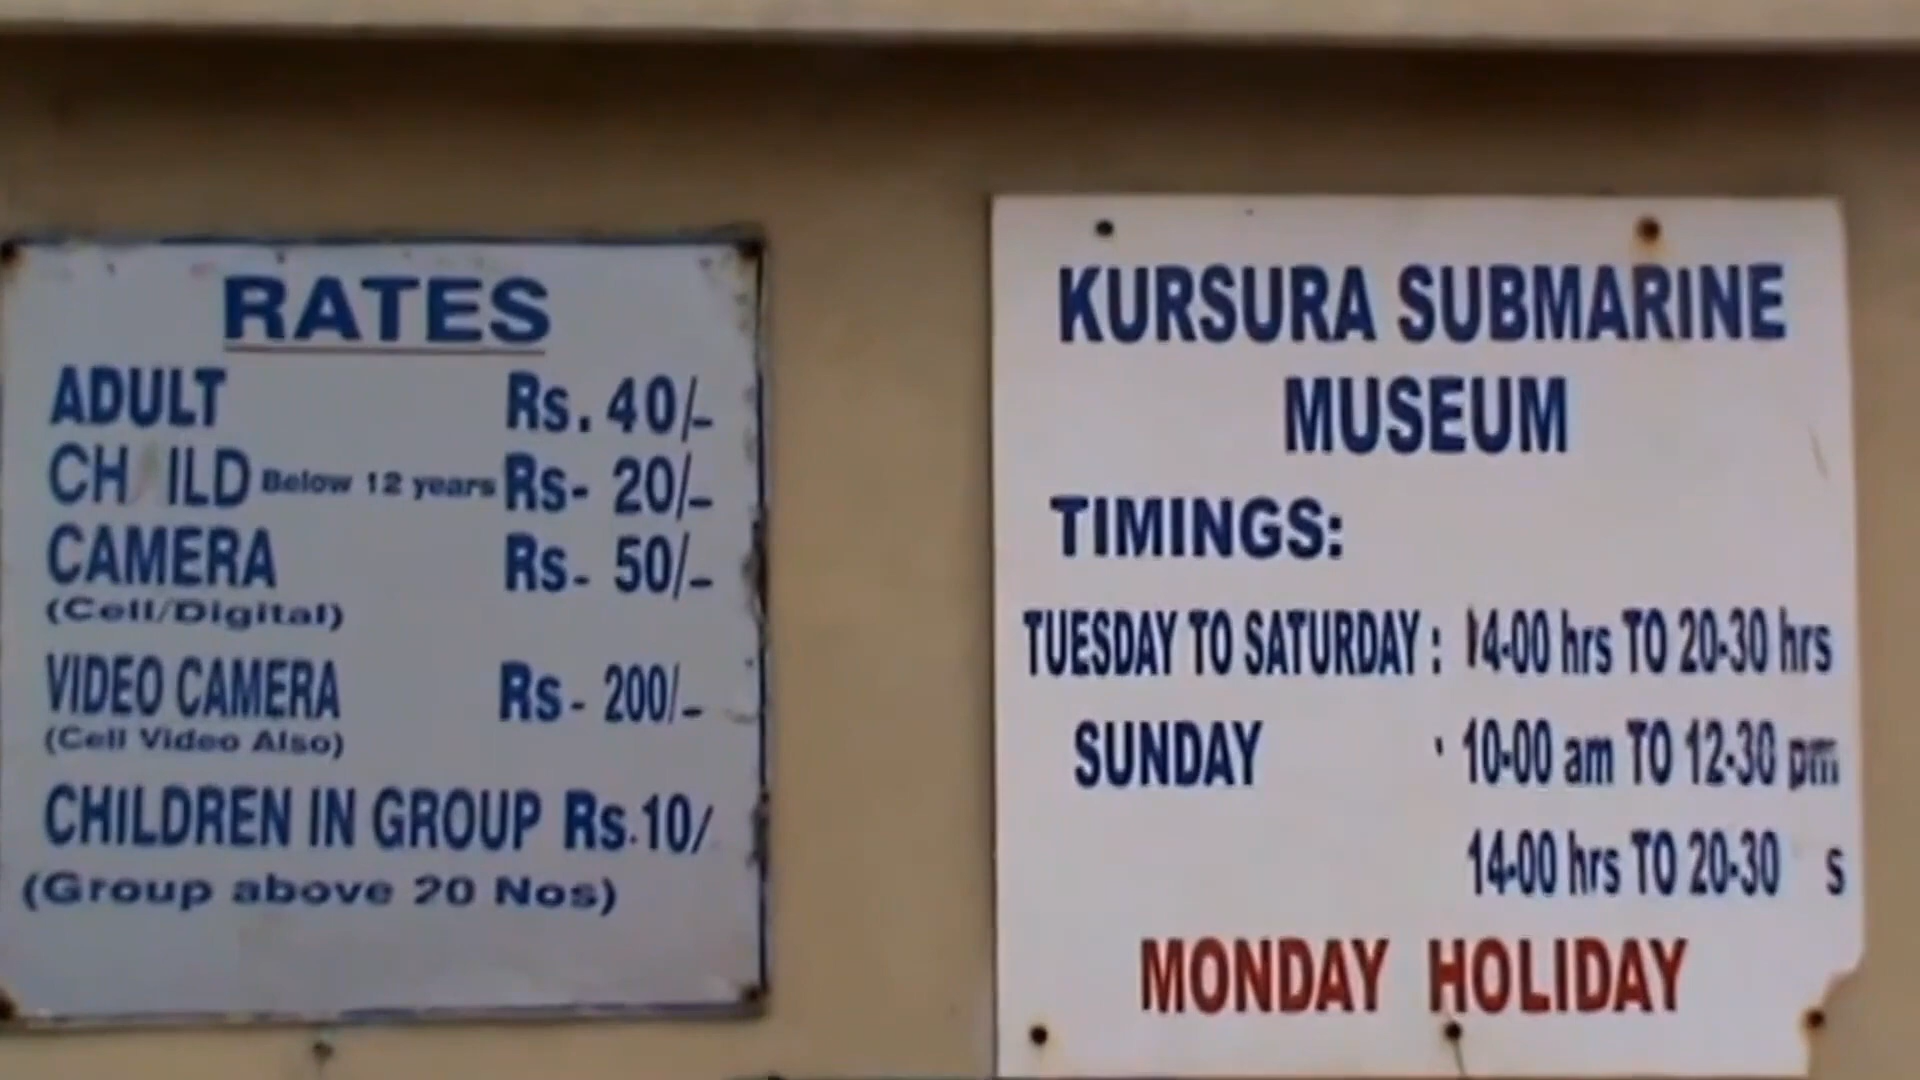 RATES
ADULT Rs. 40/-
CHILD Below 12 years Rs- 20/-
CAMERA Rs- 50/-
(Cell/Digital)
VIDEO CAMERA Rs- 200/-
(Cell Video Also)
CHILDREN IN GROUP Rs.10/
(Group above 20 Nos)
KURSURA SUBMARINE
MUSEUM
TIMINGS:
TUESDAY TO SATURDAY : 14-00 hrs TO 20-30 hrs
SUNDAY 10-00 am TO 12-30 pm
14-00 hrs TO 20-30 s
MONDAY HOLIDAY